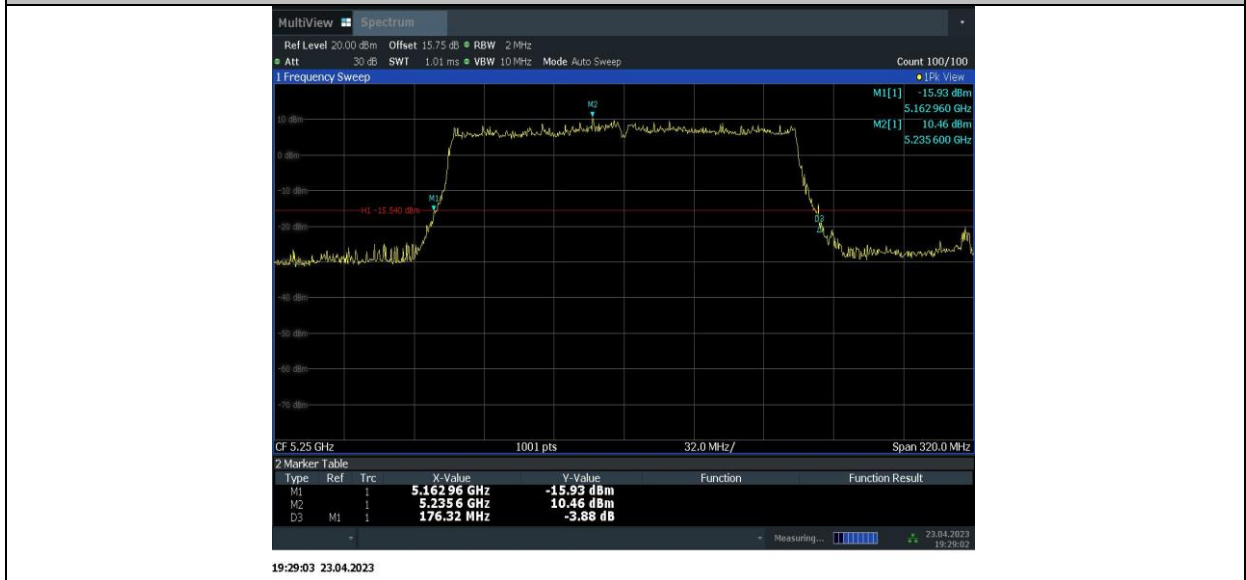 MultiView Spectrum
Ref Level 20.00 dBm Offset 15.75 dB RBW 2 MHz
Att 30 dB SWT 1.01 ms VBW 10 MHz Mode Auto Sweep Count 100/100
1 Frequency Sweep 1Pk View
M1[1] -15.93 dBm
5.162 960 GHz
M2[1] 10.46 dBm
5.235 600 GHz
M2
10 dBm
0 dBm
-10 dBm
M1
H1 -15.540 dBm
D3
-20 dBm
-40 dBm
-50 dBm
-60 dBm
-70 dBm
CF 5.25 GHz 1001 pts 32.0 MHz/ Span 320.0 MHz
2 Marker Table
Type Ref Trc X-Value Y-Value Function Function Result
M1 1 5.162 96 GHz -15.93 dBm
M2 1 5.235 6 GHz 10.46 dBm
D3 M1 1 176.32 MHz -3.88 dB
Measuring... 23.04.2023
19:29:02
19:29:03 23.04.2023